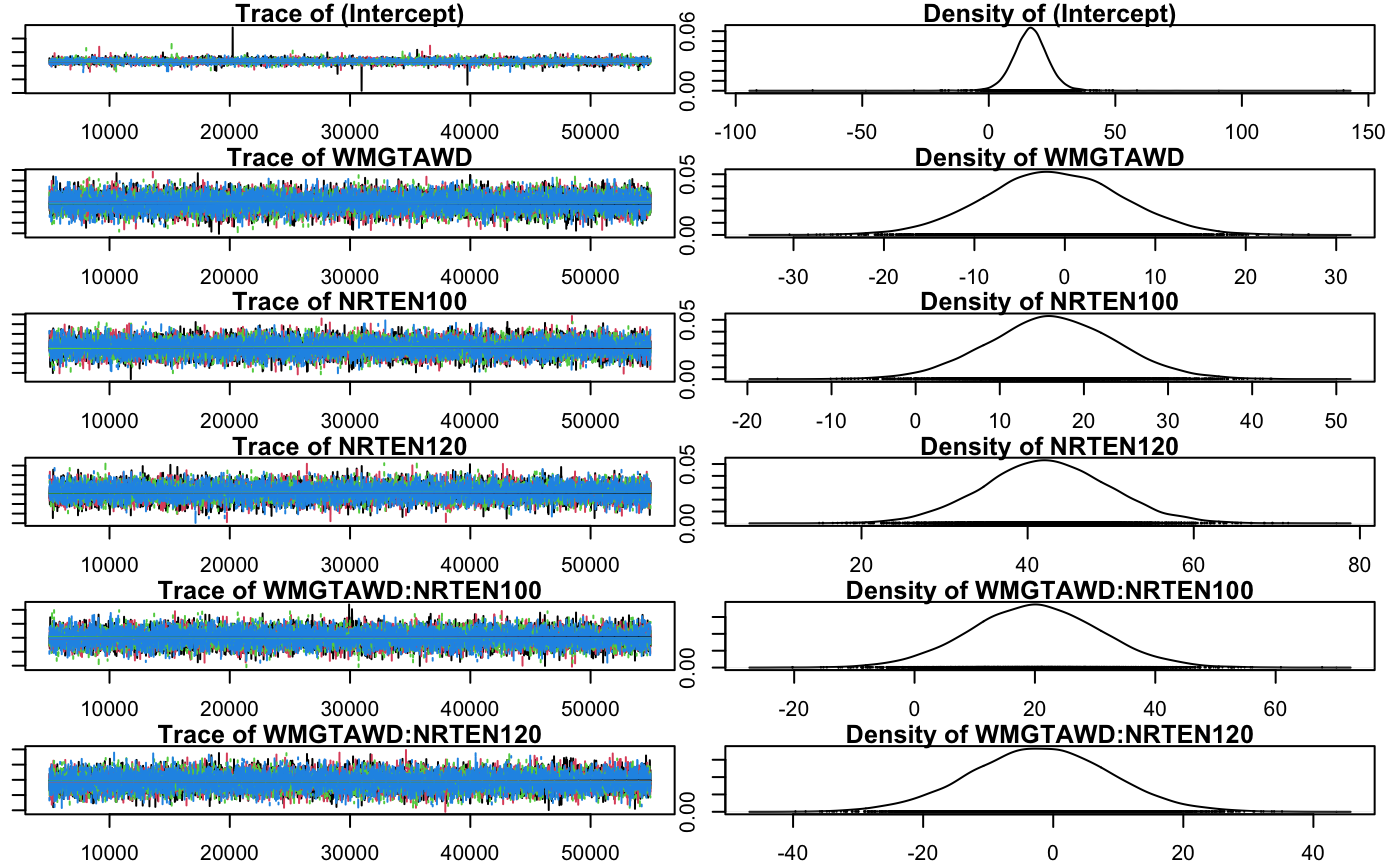 Trace of (Intercept)
10000 20000 30000 40000 50000
Density of (Intercept)
0.00 0.06
-100 -50 0 50 100 150
Trace of WMGTAWD
10000 20000 30000 40000 50000
Density of WMGTAWD
0.00 0.05
-30 -20 -10 0 10 20 30
Trace of NRTEN100
10000 20000 30000 40000 50000
Density of NRTEN100
0.00 0.05
-20 -10 0 10 20 30 40 50
Trace of NRTEN120
10000 20000 30000 40000 50000
Density of NRTEN120
0.00 0.05
20 40 60 80
Trace of WMGTAWD:NRTEN100
10000 20000 30000 40000 50000
Density of WMGTAWD:NRTEN100
0.00
-20 0 20 40 60
Trace of WMGTAWD:NRTEN120
10000 20000 30000 40000 50000
Density of WMGTAWD:NRTEN120
0.00
-40 -20 0 20 40